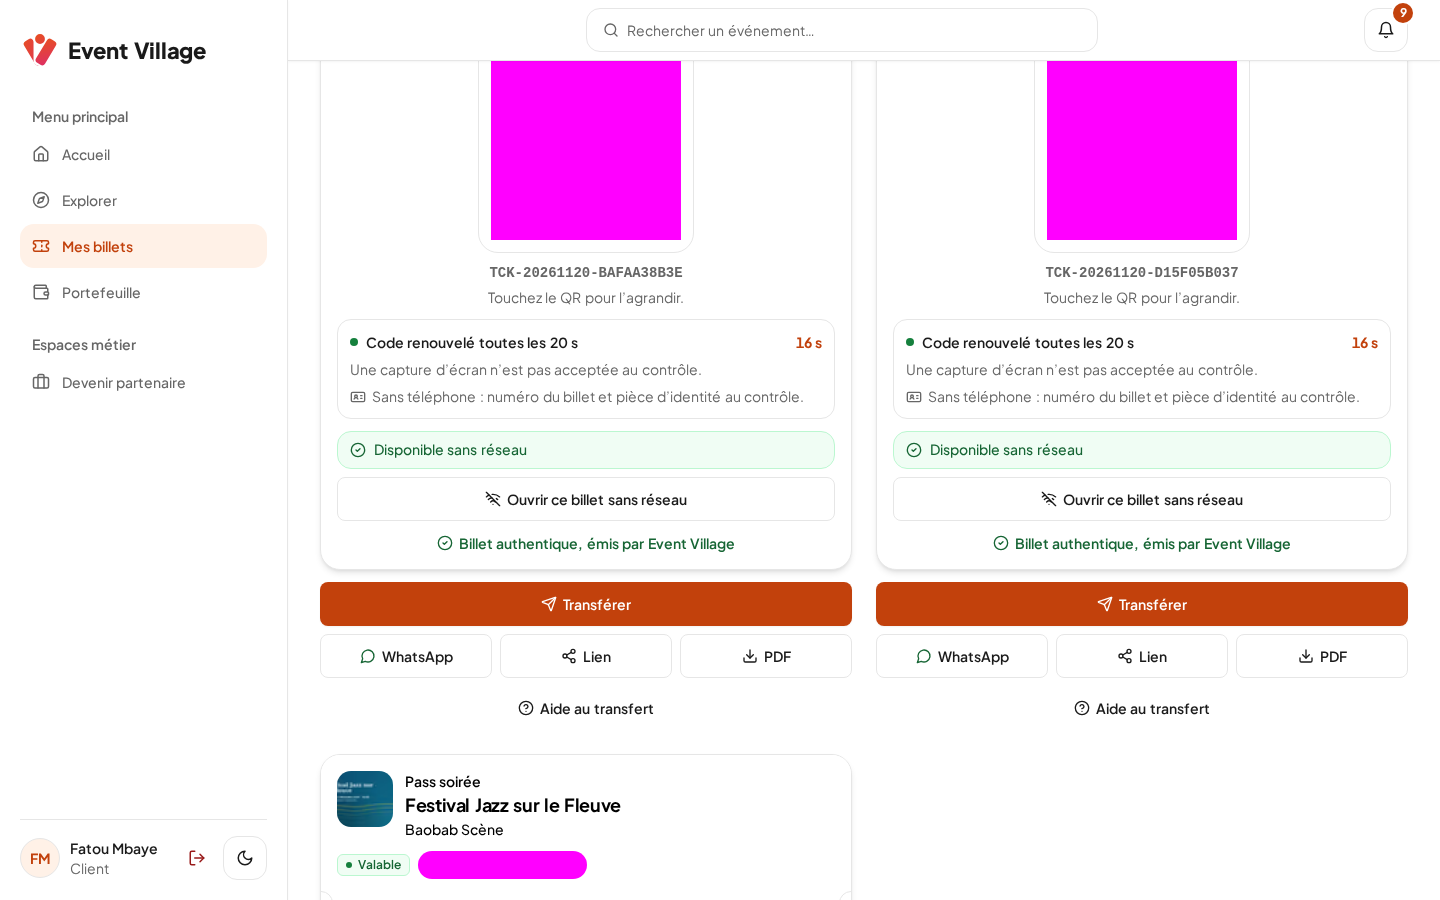 Event Village
Rechercher un événement…
9
Menu principal
Accueil
Explorer
Mes billets
Portefeuille
Espaces métier
Devenir partenaire
FM
Fatou Mbaye
Client
TCK-20261120-BAFAA38B3E
Touchez le QR pour l'agrandir.
Code renouvelé toutes les 20 s
16 s
Une capture d'écran n'est pas acceptée au contrôle.
Sans téléphone : numéro du billet et pièce d'identité au contrôle.
Disponible sans réseau
Ouvrir ce billet sans réseau
Billet authentique, émis par Event Village
Transférer
WhatsApp
Lien
PDF
Aide au transfert
TCK-20261120-D15F05B037
Touchez le QR pour l'agrandir.
Code renouvelé toutes les 20 s
16 s
Une capture d'écran n'est pas acceptée au contrôle.
Sans téléphone : numéro du billet et pièce d'identité au contrôle.
Disponible sans réseau
Ouvrir ce billet sans réseau
Billet authentique, émis par Event Village
Transférer
WhatsApp
Lien
PDF
Aide au transfert
Pass soirée
Festival Jazz sur le Fleuve
Baobab Scène
Valable